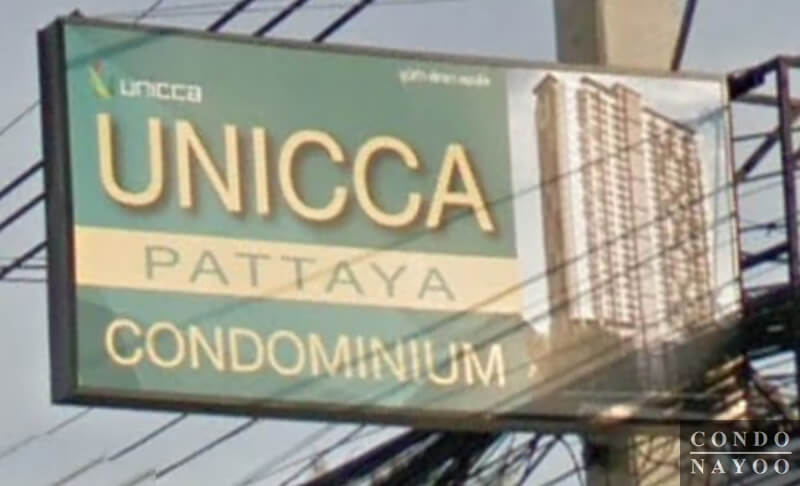 unicca
UNICCA
PATTAYA
CONDOMINIUM
CONDO
NAYOO